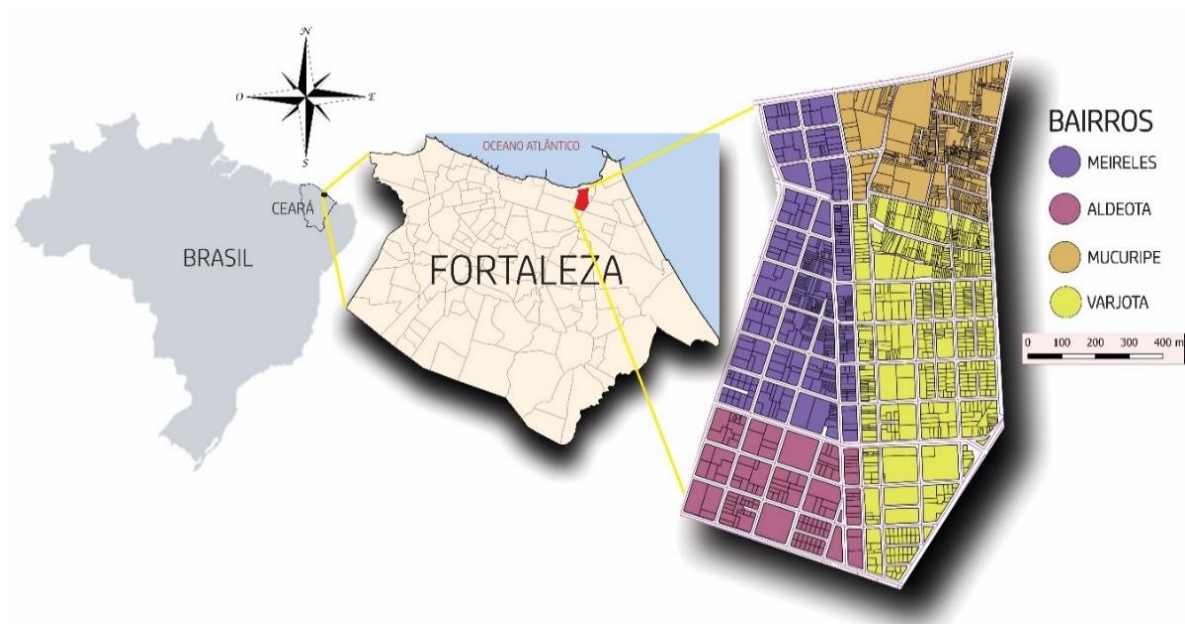 N
O
E
S
BRASIL
CEARÁ
OCEANO ATLÂNTICO
FORTALEZA
BAIRROS
MEIRELES
ALDEOTA
MUCURIPE
VARJOTA
0 100 200 300 400 m